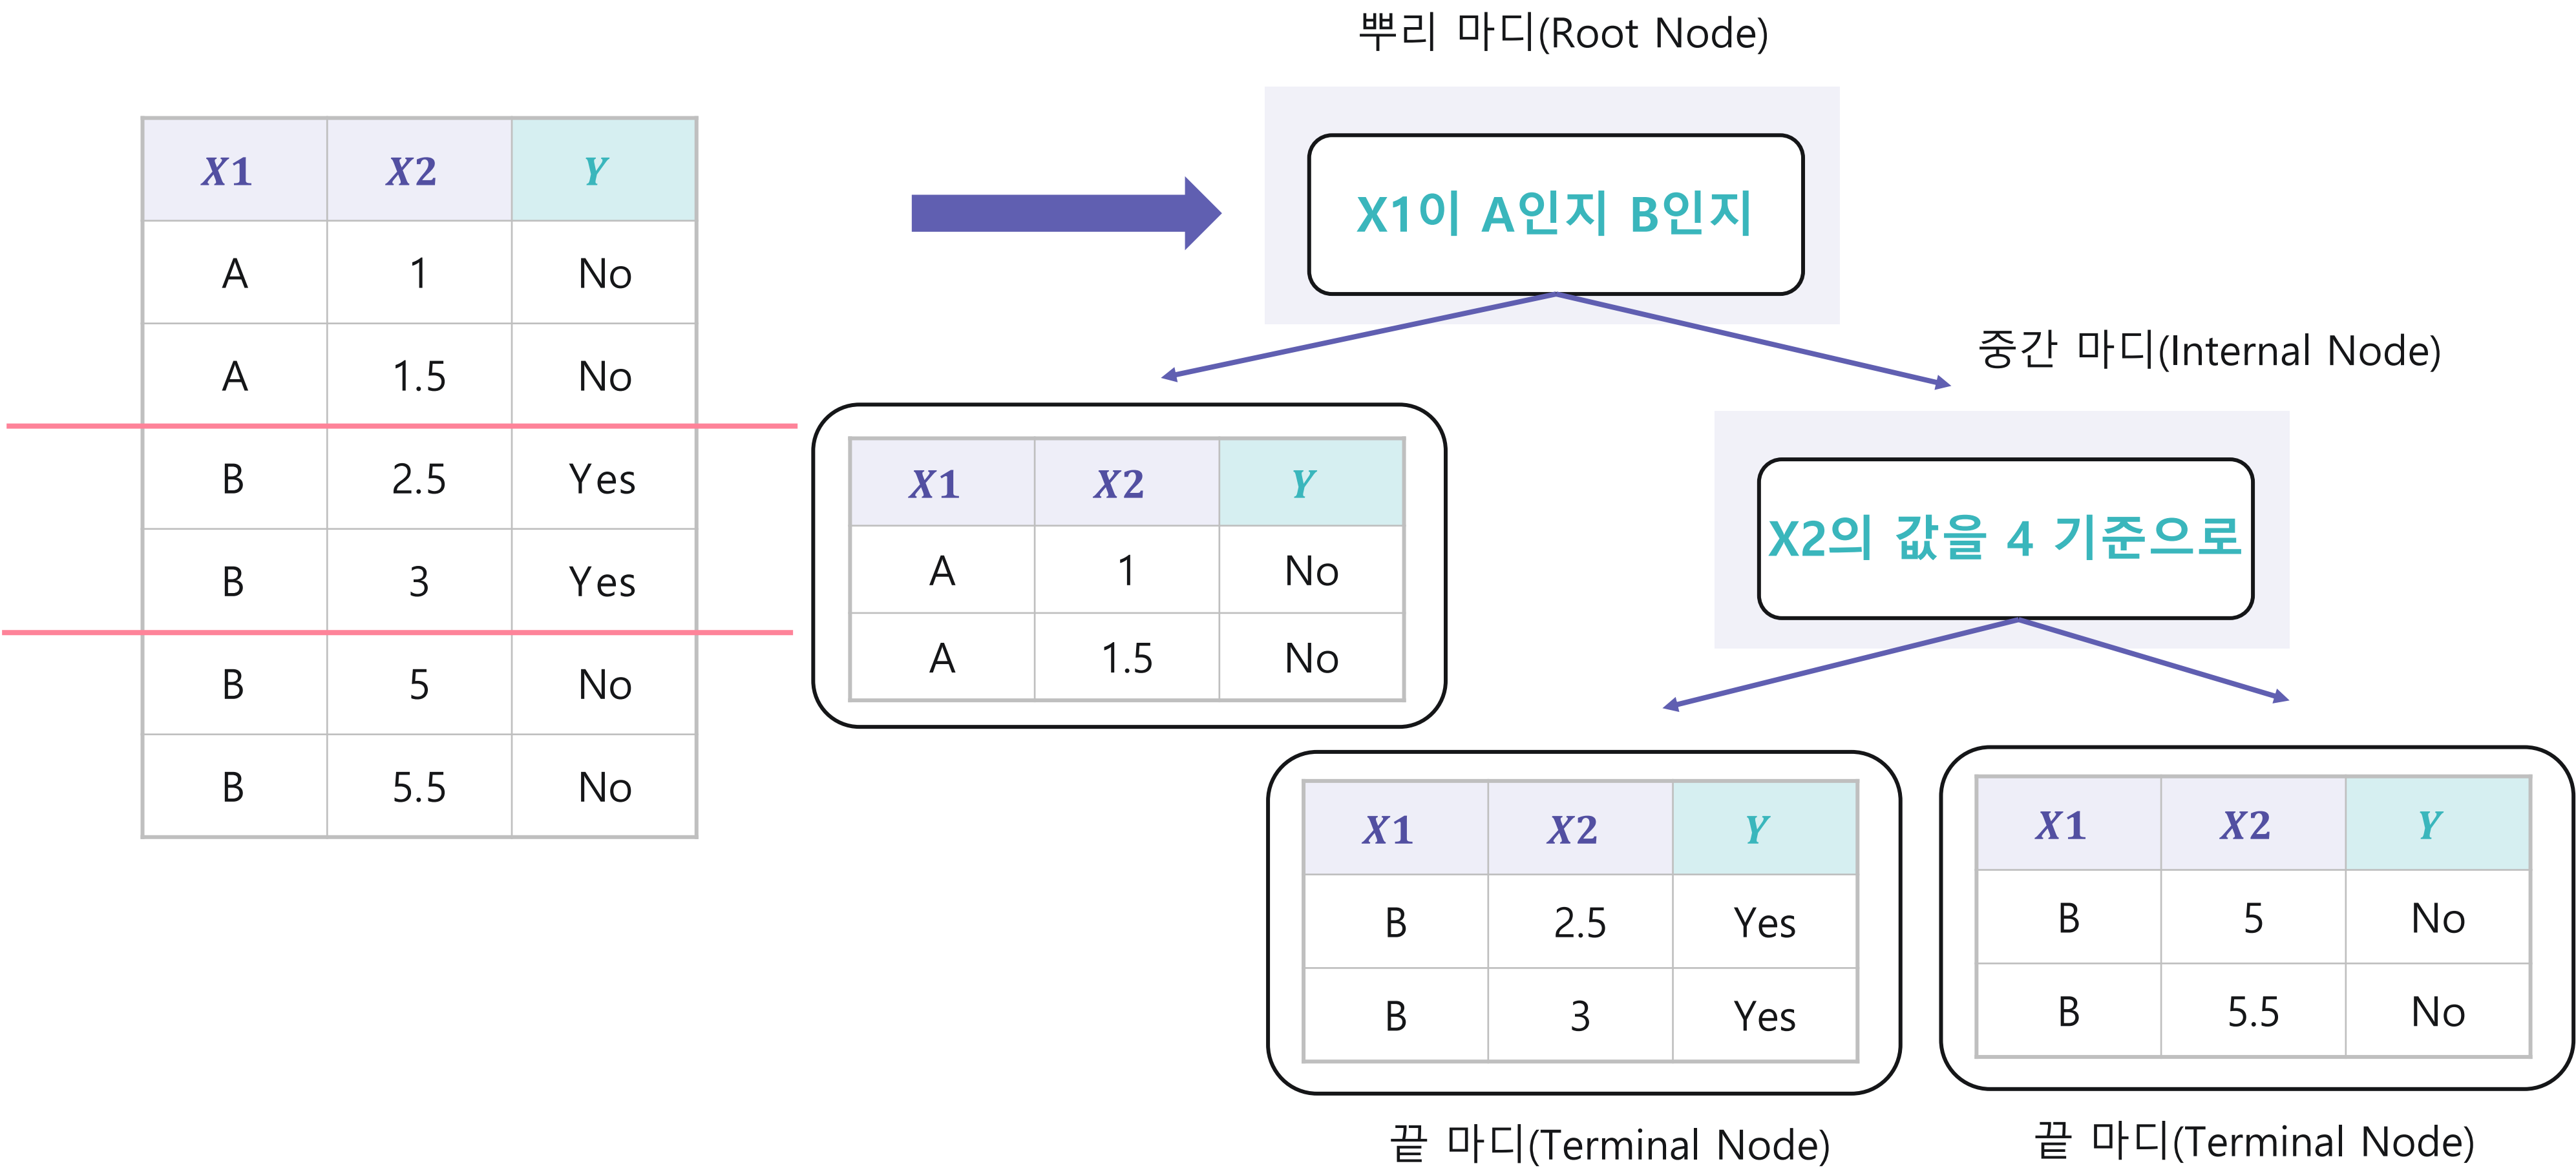 뿌리 마디(Root Node)
X1 X2 Y
A 1 No
A 1.5 No
B 2.5 Yes
B 3 Yes
B 5 No
B 5.5 No
X1이 A인지 B인지
중간 마디(Internal Node)
X1 X2 Y
A 1 No
A 1.5 No
X2의 값을 4 기준으로
X1 X2 Y
B 2.5 Yes
B 3 Yes
끝 마디(Terminal Node)
X1 X2 Y
B 5 No
B 5.5 No
끝 마디(Terminal Node)